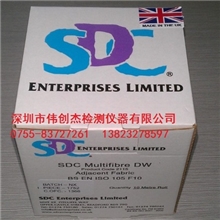 MADE IN THE UK
SDC
®
ENTERPRISES LIMITED
深圳市伟创杰检测仪器有限公司
0755-83727261 13823278597
ENTERPRISES LIMITED
SDC Multifibre DW
Adjacent Fabric
BS EN ISO 105 F10